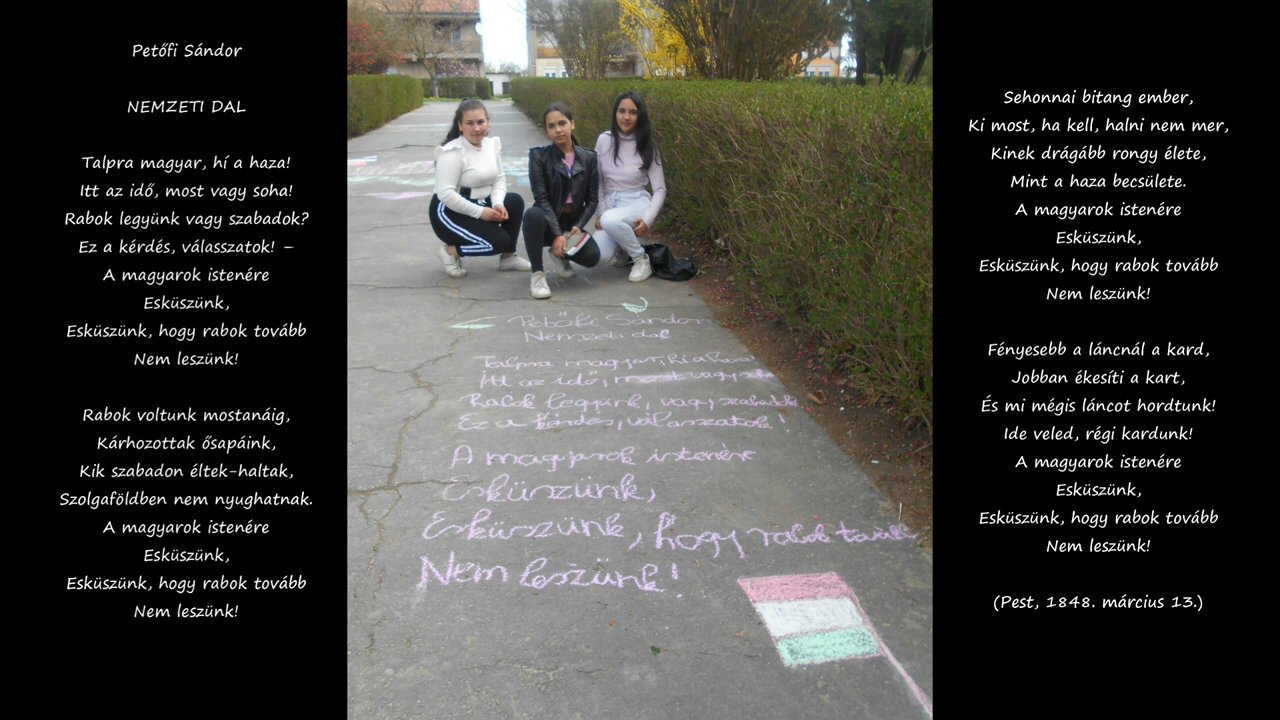 Petőfi Sándor
NEMZETI DAL
Talpra magyar, hí a haza!
Itt az idő, most vagy soha!
Rabok legyünk vagy szabadok?
Ez a kérdés, válasszatok! –
A magyarok istenére
Esküszünk,
Esküszünk, hogy rabok tovább
Nem leszünk!
Rabok voltunk mostanáig,
Kárhozottak ősapáink,
Kik szabadon éltek-haltak,
Szolgaföldben nem nyughatnak.
A magyarok istenére
Esküszünk,
Esküszünk, hogy rabok tovább
Nem leszünk!
Petőfi Sándor
Nemzeti dal
Talpra magyar, hí a haza!
Itt az idő, most vagy
Rabok legyünk, vagy szabadok
Ez a kérdés, válasszatok!
A magyarok istenére
Esküszünk,
Esküszünk, hogy rabok tovább
Nem leszünk!
Sehonnai bitang ember,
Ki most, ha kell, halni nem mer,
Kinek drágább rongy élete,
Mint a haza becsülete.
A magyarok istenére
Esküszünk,
Esküszünk, hogy rabok tovább
Nem leszünk!
Fényesebb a láncnál a kard,
Jobban ékesíti a kart,
És mi mégis láncot hordtunk!
Ide veled, régi kardunk!
A magyarok istenére
Esküszünk,
Esküszünk, hogy rabok tovább
Nem leszünk!
(Pest, 1848. március 13.)